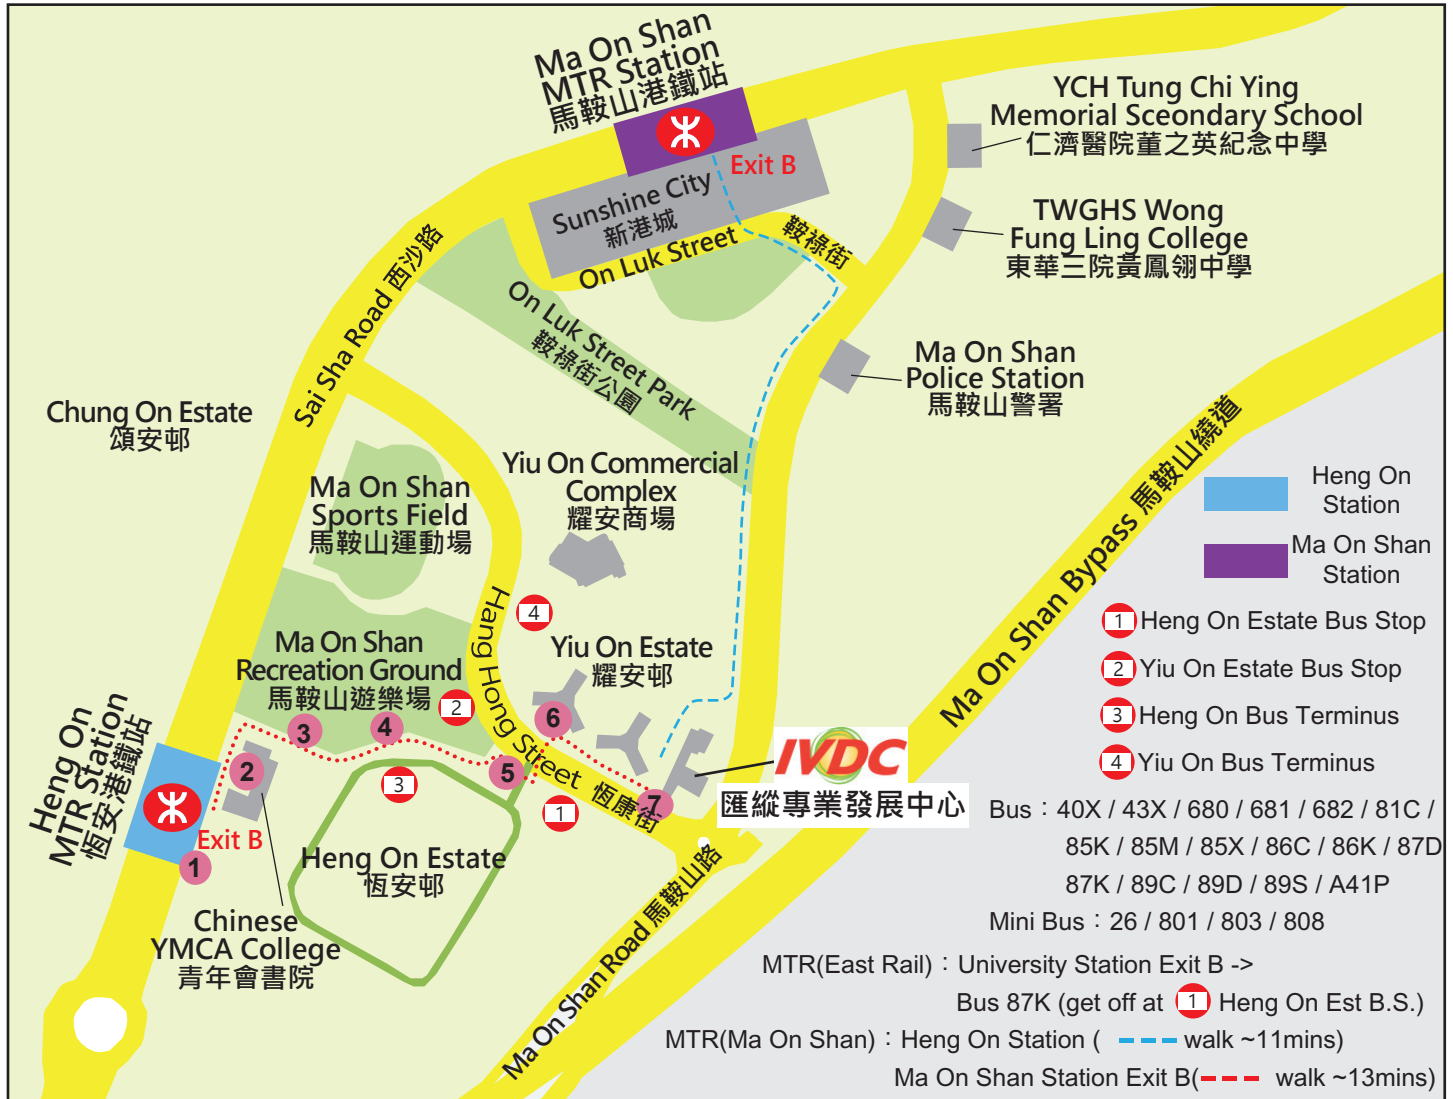 Ma On Shan
MTR Station
馬鞍山港鐵站
Exit B
Sunshine City
新港城
On Luk Street
鞍祿街
YCH Tung Chi Ying
Memorial Sceondary School
仁濟醫院董之英紀念中學
TWGHS Wong
Fung Ling College
東華三院黃鳳翎中學
Sai Sha Road 西沙路
On Luk Street Park
鞍祿街公園
Ma On Shan
Police Station
馬鞍山警署
Chung On Estate
頌安邨
Ma On Shan
Sports Field
馬鞍山運動場
Yiu On Commercial
Complex
耀安商場
Ma On Shan Bypass 馬鞍山繞道
Heng On
Station
Ma On Shan
Station
1 Heng On Estate Bus Stop
2 Yiu On Estate Bus Stop
3 Heng On Bus Terminus
4 Yiu On Bus Terminus
4
Hang Hong Street 恆康街
Yiu On Estate
耀安邨
Ma On Shan
Recreation Ground
馬鞍山遊樂場
2
3
4
6
5
7
3
1
2
1
Heng On
MTR Station
恆安港鐵站
Exit B
Heng On Estate
恆安邨
Chinese
YMCA College
青年會書院
IVDC
匯縱專業發展中心
Ma On Shan Road 馬鞍山路
Bus：40X / 43X / 680 / 681 / 682 / 81C /
85K / 85M / 85X / 86C / 86K / 87D
87K / 89C / 89D / 89S / A41P
Mini Bus：26 / 801 / 803 / 808
MTR(East Rail)：University Station Exit B ->
Bus 87K (get off at 1 Heng On Est B.S.)
MTR(Ma On Shan)：Heng On Station ( walk ~11mins)
Ma On Shan Station Exit B( walk ~13mins)